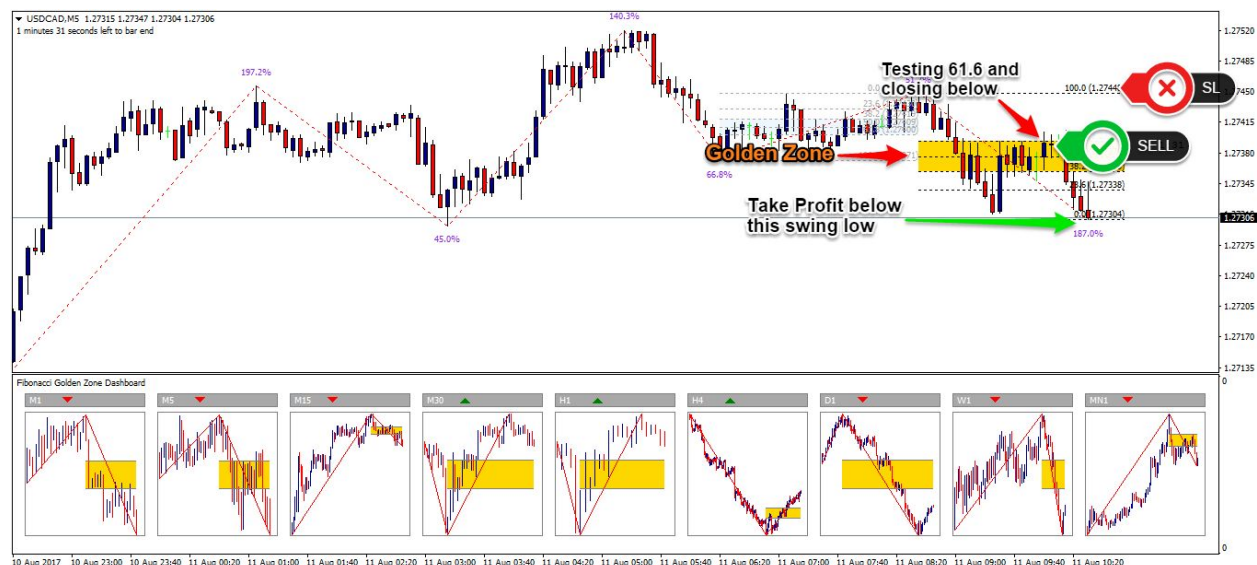 USDCAD,M5 1.27315 1.27347 1.27304 1.27306
1 minutes 31 seconds left to bar end
197.2%
45.0%
140.3%
66.8%
Testing 61.6 and
closing below
100.0 (1.2744
SL
SELL
Golden Zone
23.6 (1.27338)
0.0 (1.27304)
187.0%
Take Profit below
this swing low
1.27520
1.27485
1.27450
1.27415
1.27380
1.27345
1.27306
1.27275
1.27240
1.27205
1.27170
1.27135
Fibonacci Golden Zone Dashboard
0
M1
M5
M15
M30
H1
H4
D1
W1
MN1
0
10 Aug 2017
10 Aug 23:00
10 Aug 23:40
11 Aug 00:20
11 Aug 01:00
11 Aug 01:40
11 Aug 02:20
11 Aug 03:00
11 Aug 03:40
11 Aug 04:20
11 Aug 05:00
11 Aug 05:40
11 Aug 06:20
11 Aug 07:00
11 Aug 07:40
11 Aug 08:20
11 Aug 09:00
11 Aug 09:40
11 Aug 10:20